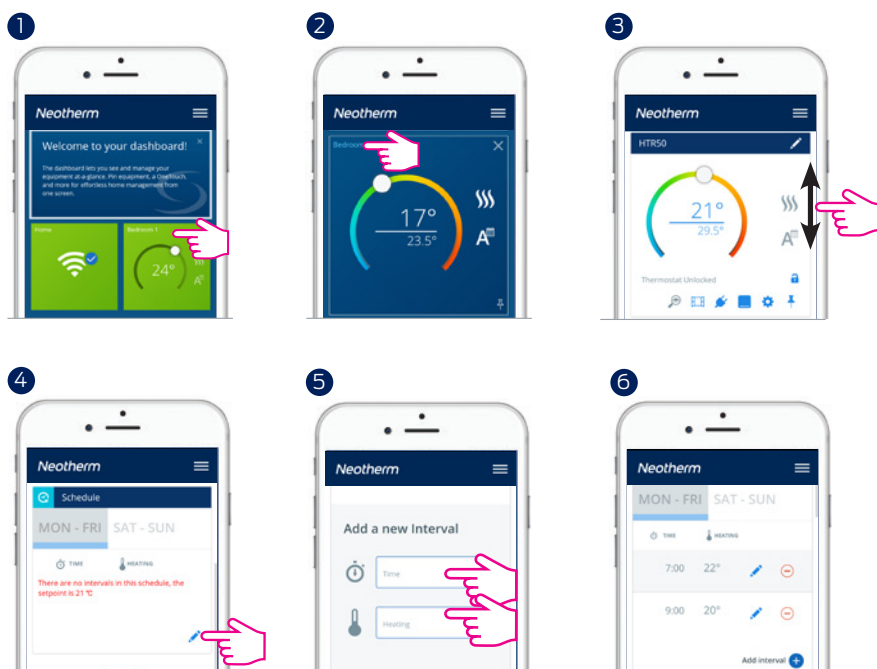 1
2
3
Neotherm
Welcome to your dashboard!
The dashboard lets you see and manage your
equipment at-a-glance. Pin equipment, a OneTouch,
and more for effortless home management from
one screen.
Home
Bedroom 1
24°
A
Neotherm
Bedroom
17°
23.5°
A
Neotherm
HTR50
21°
29.5°
A
Thermostat Unlocked
4
5
6
Neotherm
Schedule
MON - FRI SAT - SUN
TIME HEATING
There are no intervals in this schedule, the
setpoint is 21 °C
Neotherm
Add a new Interval
Time
Heating
Neotherm
MON - FRI SAT - SUN
TIME HEATING
7:00 22°
9:00 20°
Add interval